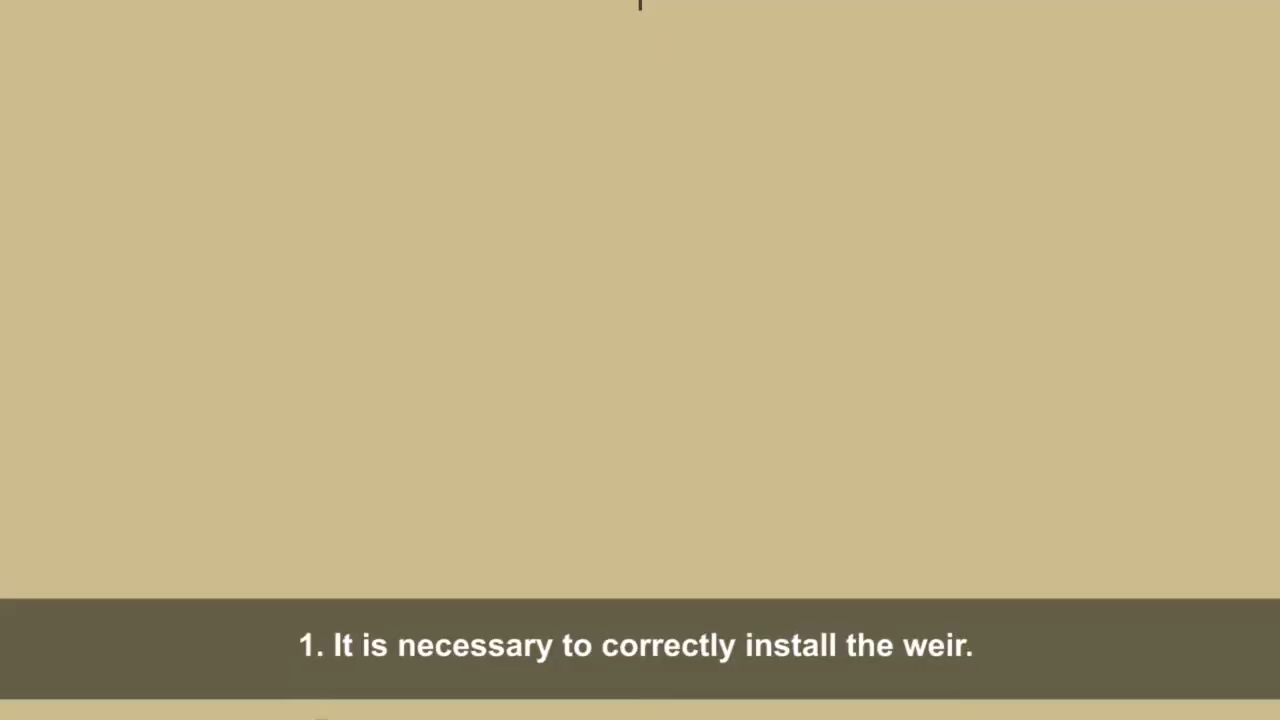 1. It is necessary to correctly install the weir.